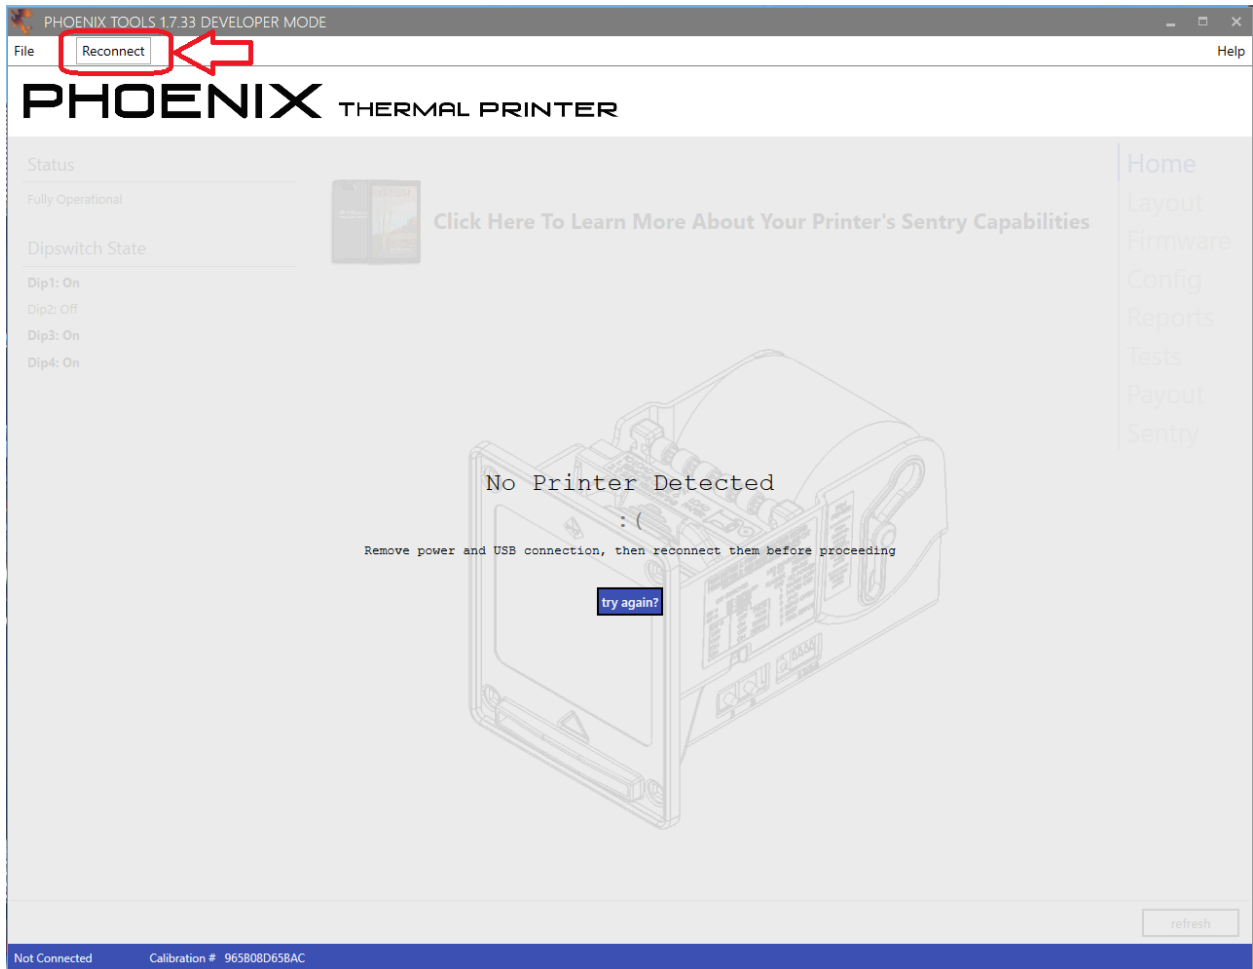 PHOENIX TOOLS 1.7.33 DEVELOPER MODE
File Reconnect Help
PHOENIX THERMAL PRINTER
Status
Fully Operational
Dipswitch State
Dip1: On
Dip2: Off
Dip3: On
Dip4: On
Click Here To Learn More About Your Printer's Sentry Capabilities
Home
Layout
Firmware
Config
Reports
Tests
Payout
Sentry
No Printer Detected
:(
Remove power and USB connection, then reconnect them before proceeding
try again?
refresh
Not Connected Calibration # 965B08D65BAC